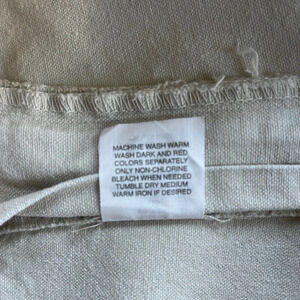 MACHINE WASH WARM
WASH DARK AND RED
COLORS SEPARATELY
ONLY NON-CHLORINE
BLEACH WHEN NEEDED
TUMBLE DRY MEDIUM
WARM IRON IF DESIRED